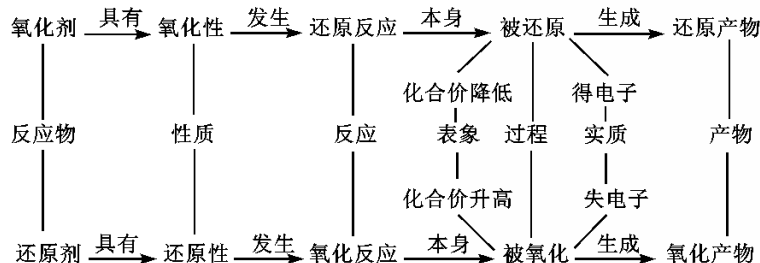 具有 发生 本身 生成
氧化剂 氧化性 还原反应 被还原 还原产物
化合价降低 得电子
反应物 性质 反应 表象 过程 实质 产物
化合价升高 失电子
具有 发生 本身 生成
还原剂 还原性 氧化反应 被氧化 氧化产物